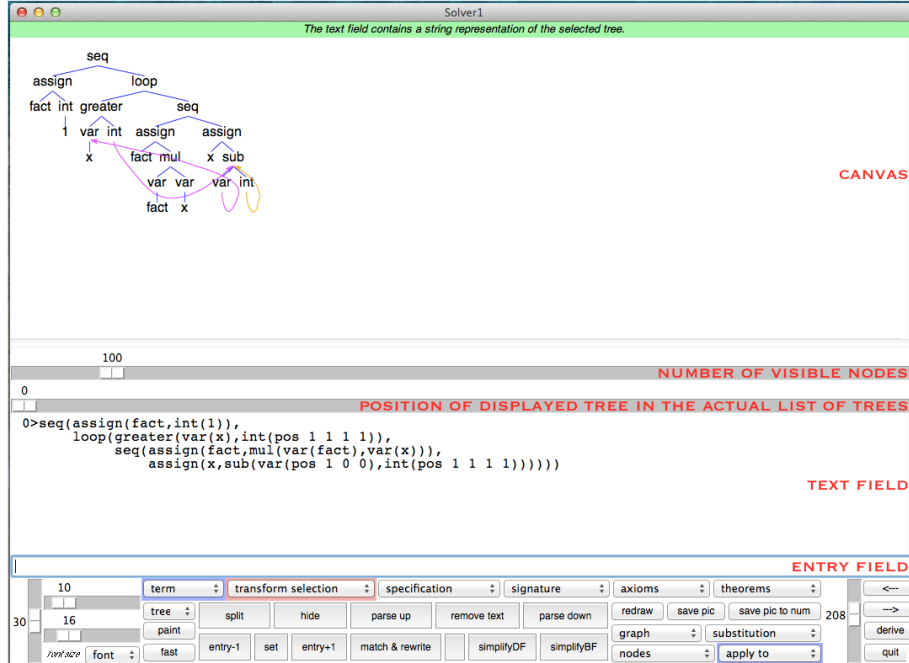 Solver1
The text field contains a string representation of the selected tree.
seq
assign loop
fact int greater seq
1 var int assign assign
x fact mul x sub
var var var int
fact x
CANVAS
100
NUMBER OF VISIBLE NODES
0
POSITION OF DISPLAYED TREE IN THE ACTUAL LIST OF TREES
0>seq(assign(fact,int(1)),
loop(greater(var(x),int(pos 1 1 1 1)),
seq(assign(fact,mul(var(fact),var(x))),
assign(x,sub(var(pos 1 0 0),int(pos 1 1 1 1))))))
TEXT FIELD
ENTRY FIELD
10 term transform selection specification signature axioms theorems <---
30 16 tree split hide parse up remove text parse down redraw save pic save pic to num 208 --->
paint graph substitution derive
font size font fast entry-1 set entry+1 match & rewrite simplifyDF simplifyBF nodes apply to quit